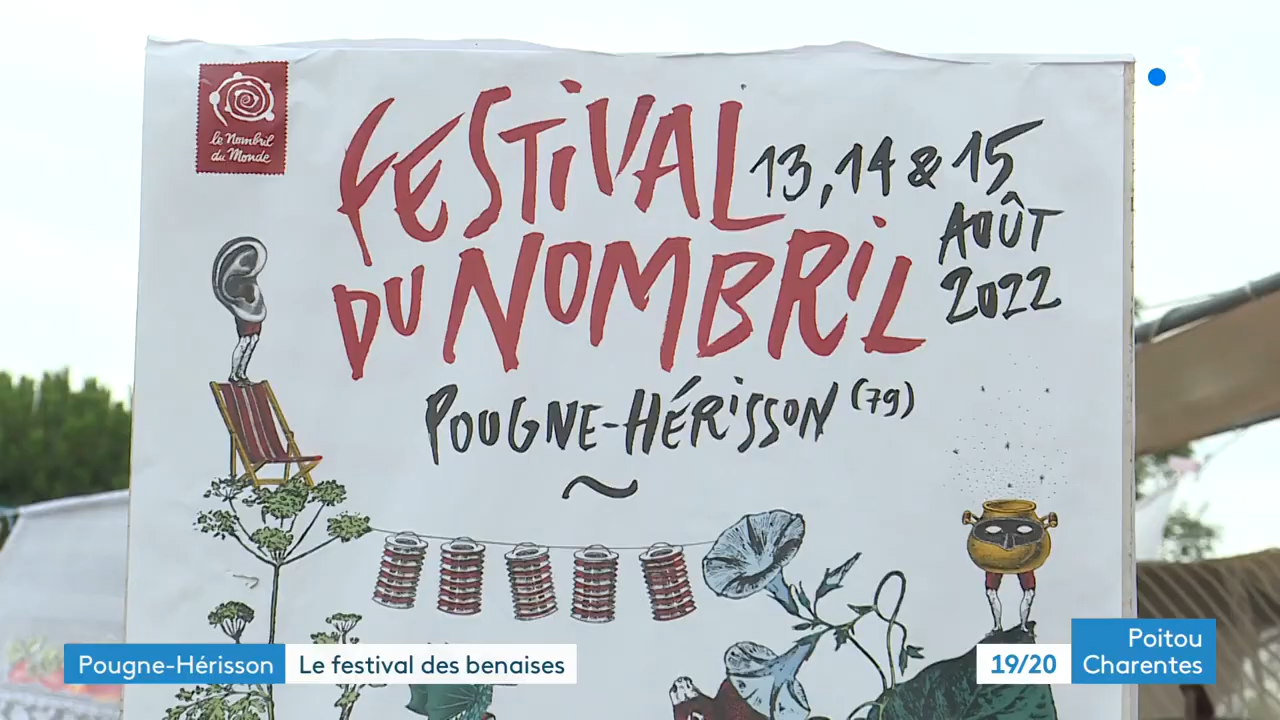 le Nombril
du Monde
FESTIVAL
DU NOMBRIL
13, 14 & 15
AOÛT
2022
POUGNE-HÉRISSON (79)
3
Pougne-Hérisson
Le festival des benaises
19/20
Poitou
Charentes